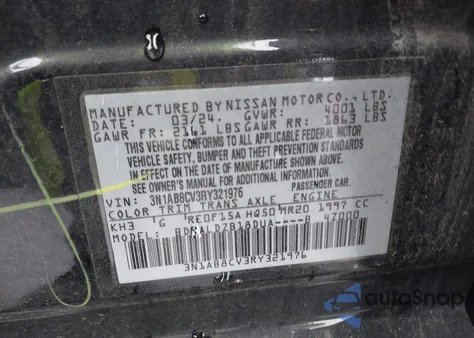 MANUFACTURED BY NISSAN MOTOR CO., LTD.
DATE: 03/24. GVWR: 4001 LBS
GAWR FR: 2161 LBS GAWR RR: 1863 LBS
THIS VEHICLE CONFORMS TO ALL APPLICABLE FEDERAL MOTOR
VEHICLE SAFETY, BUMPER AND THEFT PREVENTION STANDARDS
IN EFFECT ON THE DATE OF MANUFACTURE SHOWN ABOVE.
SEE OWNER'S MANUAL FOR ADDITIONAL INFORMATION
VIN: 3N1AB8CV3RY321976 PASSENGER CAR.
COLOR TRIM TRANS AXLE ENGINE
KH3 G RE0F15A HQ50 MR20 1997 CC
MODEL: BDRALDZB18DUA----B 47000
3N1AB8CV3RY321976
autoSnap